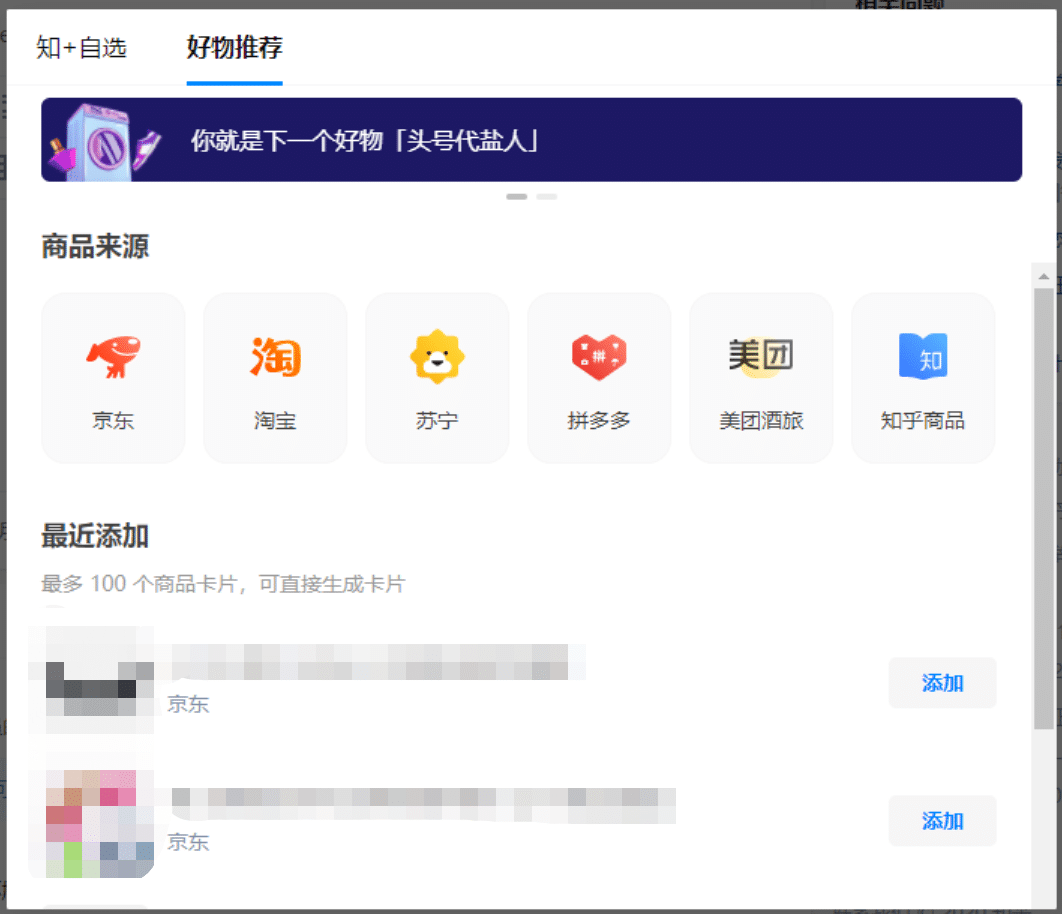 知+自选 好物推荐
你就是下一个好物「头号代盐人」
商品来源
淘
拼
美团
知
京东 淘宝 苏宁 拼多多 美团酒旅 知乎商品
最近添加
最多 100 个商品卡片，可直接生成卡片
添加
京东
添加
京东